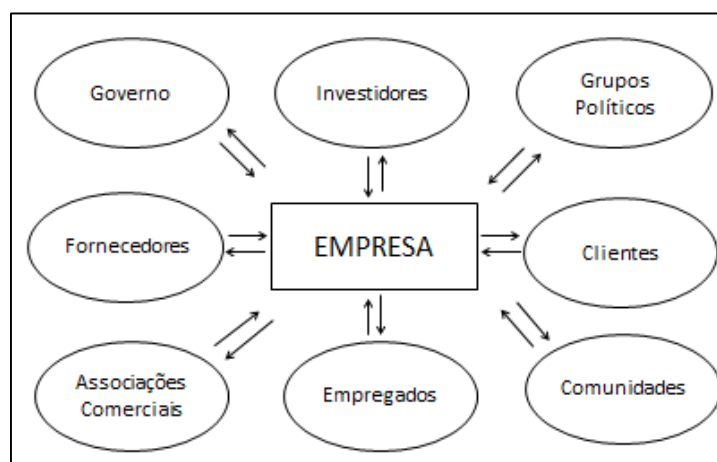 Governo
Investidores
Grupos
Políticos
Fornecedores
EMPRESA
Clientes
Associações
Comerciais
Empregados
Comunidades